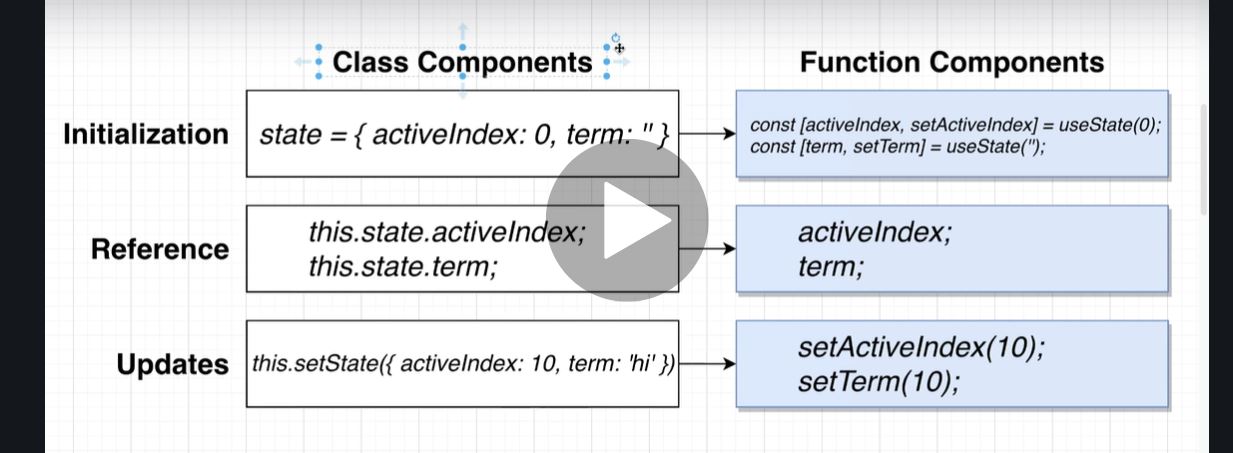 Class Components
Function Components
Initialization
state = { activeIndex: 0, term: '' }
const [activeIndex, setActiveIndex] = useState(0);
const [term, setTerm] = useState('');
Reference
this.state.activeIndex;
this.state.term;
activeIndex;
term;
Updates
this.setState({ activeIndex: 10, term: 'hi' })
setActiveIndex(10);
setTerm(10);